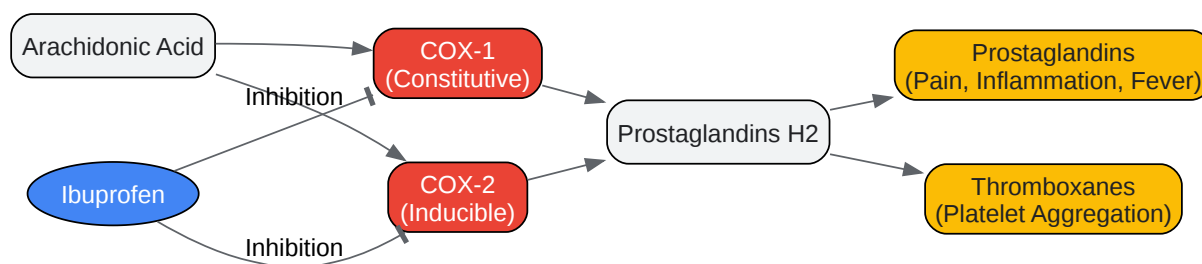 Arachidonic Acid
COX-1
(Constitutive)
Inhibition
Ibuprofen
COX-2
(Inducible)
Inhibition
Prostaglandins H2
Prostaglandins
(Pain, Inflammation, Fever)
Thromboxanes
(Platelet Aggregation)